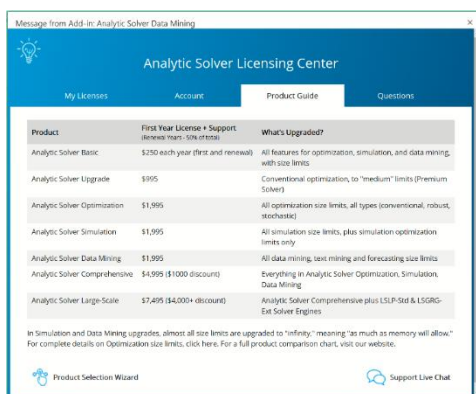 Message from Add-in: Analytic Solver Data Mining
Analytic Solver Licensing Center
My Licenses Account Product Guide Questions
Product First Year License + Support What's Upgraded?
(Renewal Years - 50% of total)
Analytic Solver Basic $250 each year (first and renewal) All features for optimization, simulation, and data mining,
with size limits
Analytic Solver Upgrade $995 Conventional optimization, to "medium" limits (Premium
Solver)
Analytic Solver Optimization $1,995 All optimization size limits, all types (conventional, robust,
stochastic)
Analytic Solver Simulation $1,995 All simulation size limits, plus simulation optimization
limits only
Analytic Solver Data Mining $1,995 All data mining, text mining and forecasting size limits
Analytic Solver Comprehensive $4,995 ($1000 discount) Everything in Analytic Solver Optimization, Simulation,
Data Mining
Analytic Solver Large-Scale $7,495 ($4,000+ discount) Analytic Solver Comprehensive plus LSLP-Std & LSGRG-
Ext Solver Engines
In Simulation and Data Mining upgrades, almost all size limits are upgraded to "infinity," meaning "as much as memory will allow."
For complete details on Optimization size limits, click here. For a full product comparison chart, visit our website.
Product Selection Wizard Support Live Chat